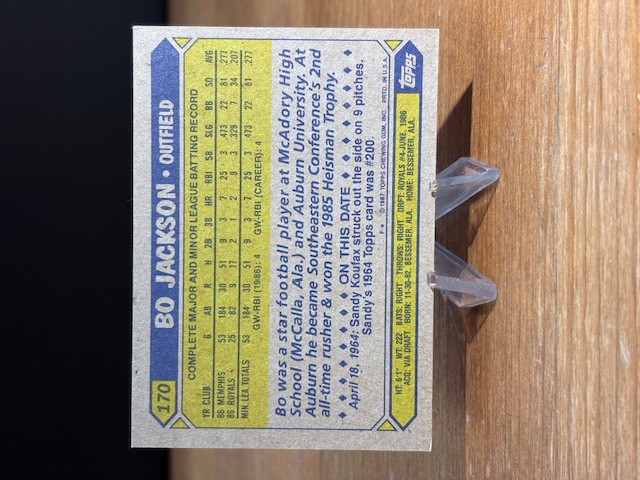 170 BO JACKSON • OUTFIELD
COMPLETE MAJOR AND MINOR LEAGUE BATTING RECORD
YR CLUB G AB R H 2B 3B HR RBI SB SLG BB SO AVG
86 MEMPHIS 53 184 30 51 9 3 7 25 3 .473 22 81 .277
86 ROYALS 25 82 9 17 2 1 2 9 3 .329 7 34 .207
MIN. LEA. TOTALS 53 184 30 51 9 3 7 25 3 .473 22 81 .277
GW-RBI (1986): 4 GW-RBI (CAREER): 4
Bo was a star football player at McAdory High
School (McCalla, Ala.) and Auburn University. At
Auburn he became Southeastern Conference's 2nd
all-time rusher & won the 1985 Heisman Trophy.
ON THIS DATE
April 18, 1964: Sandy Koufax struck out the side on 9 pitches.
Sandy's 1964 Topps card was #200.
F* ©1987 TOPPS CHEWING GUM, INC. PRTD. IN U.S.A.
HT: 6'1" WT: 222 BATS: RIGHT THROWS: RIGHT DRFT: ROYALS #4-JUNE, 1986
ACQ: VIA DRAFT BORN: 11-30-62, BESSEMER, ALA. HOME: BESSEMER, ALA.
topps